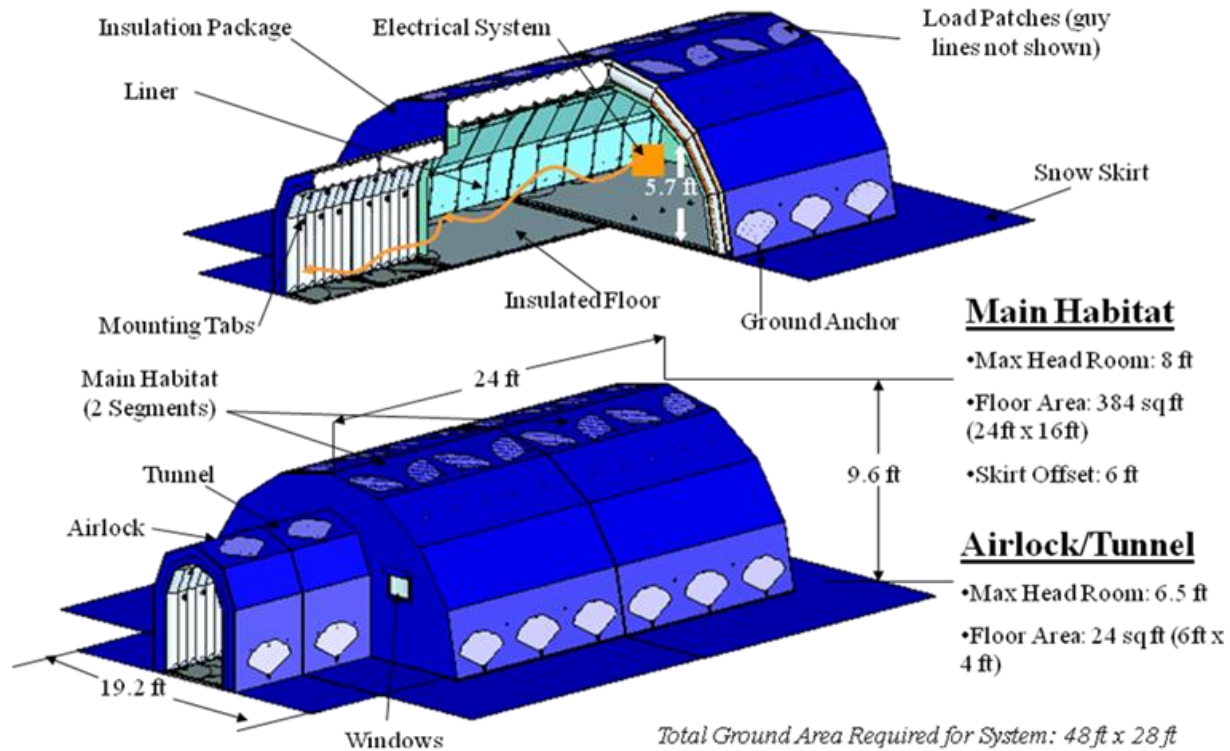 Insulation Package
Electrical System
Load Patches (guy
lines not shown)
Liner
5.7 ft
Snow Skirt
Mounting Tabs
Insulated Floor
Ground Anchor
Main Habitat
(2 Segments)
24 ft
Tunnel
Airlock
9.6 ft
19.2 ft
Windows
Main Habitat
•Max Head Room: 8 ft
•Floor Area: 384 sq ft
(24ft x 16ft)
•Skirt Offset: 6 ft
Airlock/Tunnel
•Max Head Room: 6.5 ft
•Floor Area: 24 sq ft (6ft x
4 ft)
Total Ground Area Required for System: 48 ft x 28 ft